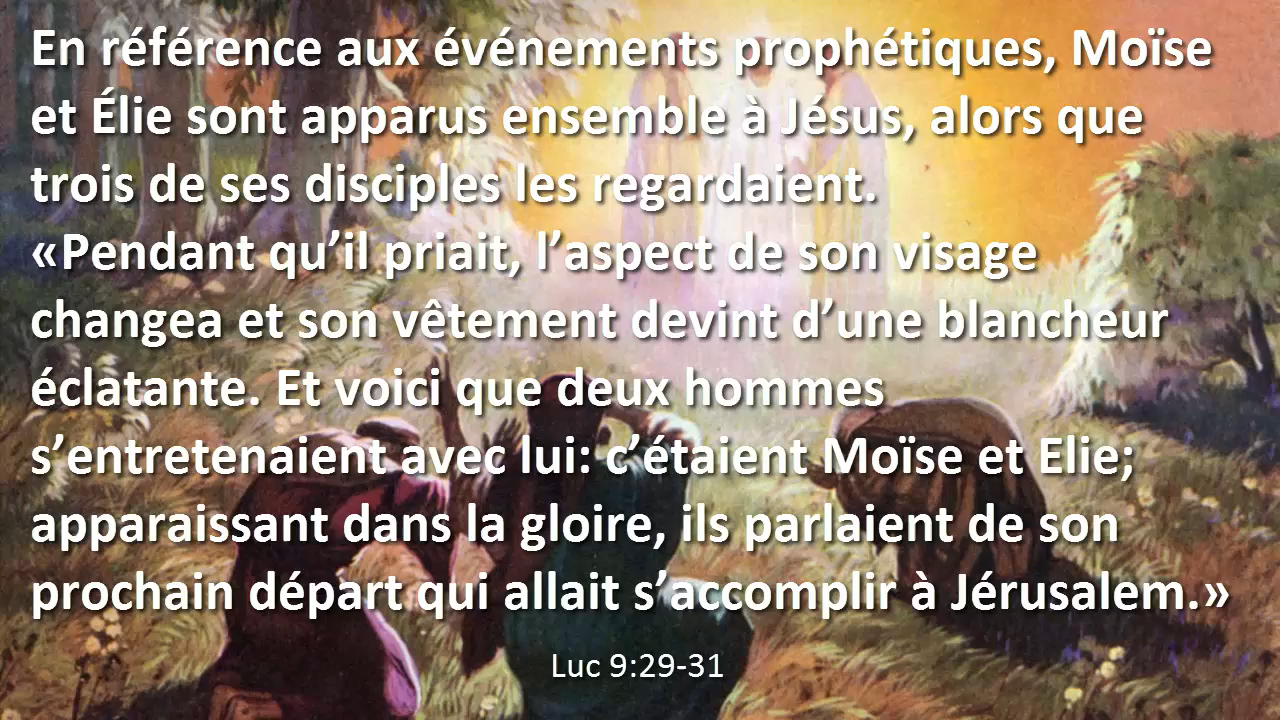 En référence aux événements prophétiques, Moïse
et Élie sont apparus ensemble à Jésus, alors que
trois de ses disciples les regardaient.
«Pendant qu’il priait, l’aspect de son visage
changea et son vêtement devint d’une blancheur
éclatante. Et voici que deux hommes
s’entretenaient avec lui: c’étaient Moïse et Elie;
apparaissant dans la gloire, ils parlaient de son
prochain départ qui allait s’accomplir à Jérusalem.»
Luc 9:29-31